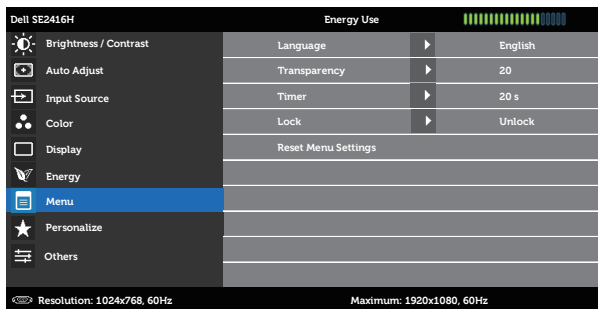 Dell SE2416H Energy Use
Brightness / Contrast Language English
Auto Adjust Transparency 20
Input Source Timer 20 s
Color Lock Unlock
Display Reset Menu Settings
Energy
Menu
Personalize
Others
Resolution: 1024x768, 60Hz Maximum: 1920x1080, 60Hz